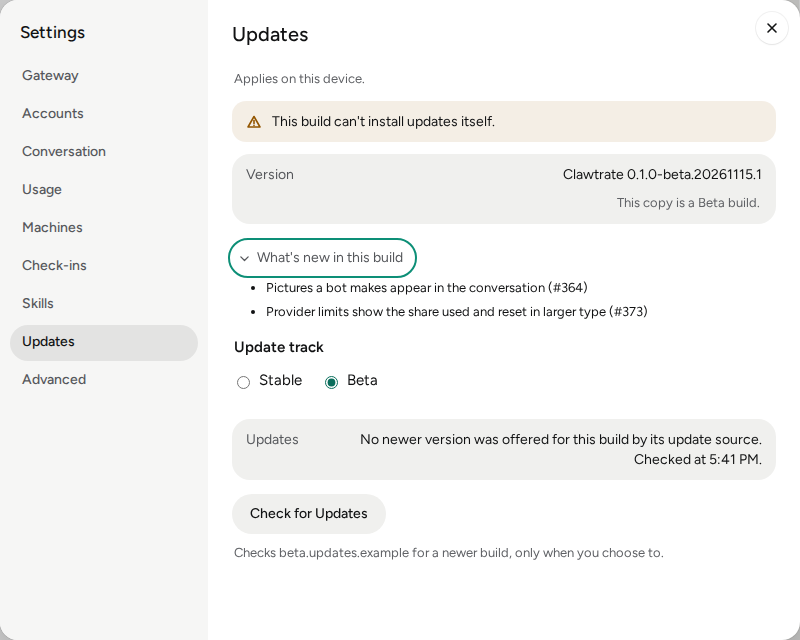 Settings
Gateway
Accounts
Conversation
Usage
Machines
Check-ins
Skills
Updates
Advanced
Updates
Applies on this device.
This build can't install updates itself.
Version
Clawtrate 0.1.0-beta.20261115.1
This copy is a Beta build.
What's new in this build
• Pictures a bot makes appear in the conversation (#364)
• Provider limits show the share used and reset in larger type (#373)
Update track
Stable
Beta
Updates
No newer version was offered for this build by its update source.
Checked at 5:41 PM.
Check for Updates
Checks beta.updates.example for a newer build, only when you choose to.